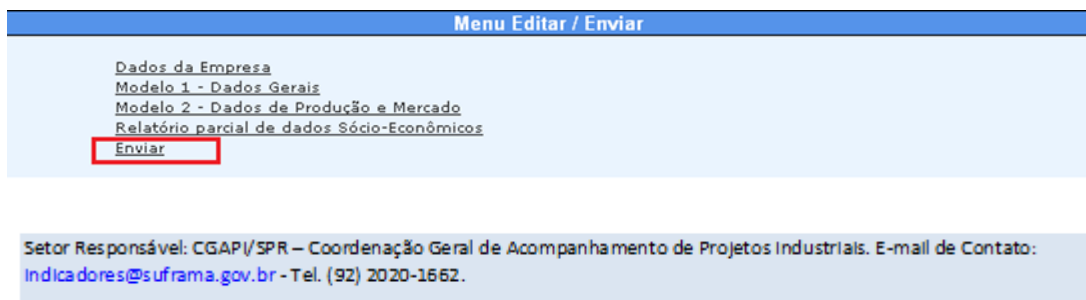 Menu Editar / Enviar
Dados da Empresa
Modelo 1 - Dados Gerais
Modelo 2 - Dados de Produção e Mercado
Relatório parcial de dados Sócio-Econômicos
Enviar
Setor Responsável: CGAPI/SPR – Coordenação Geral de Acompanhamento de Projetos Industriais. E-mail de Contato:
indicadores@suframa.gov.br - Tel. (92) 2020-1662.